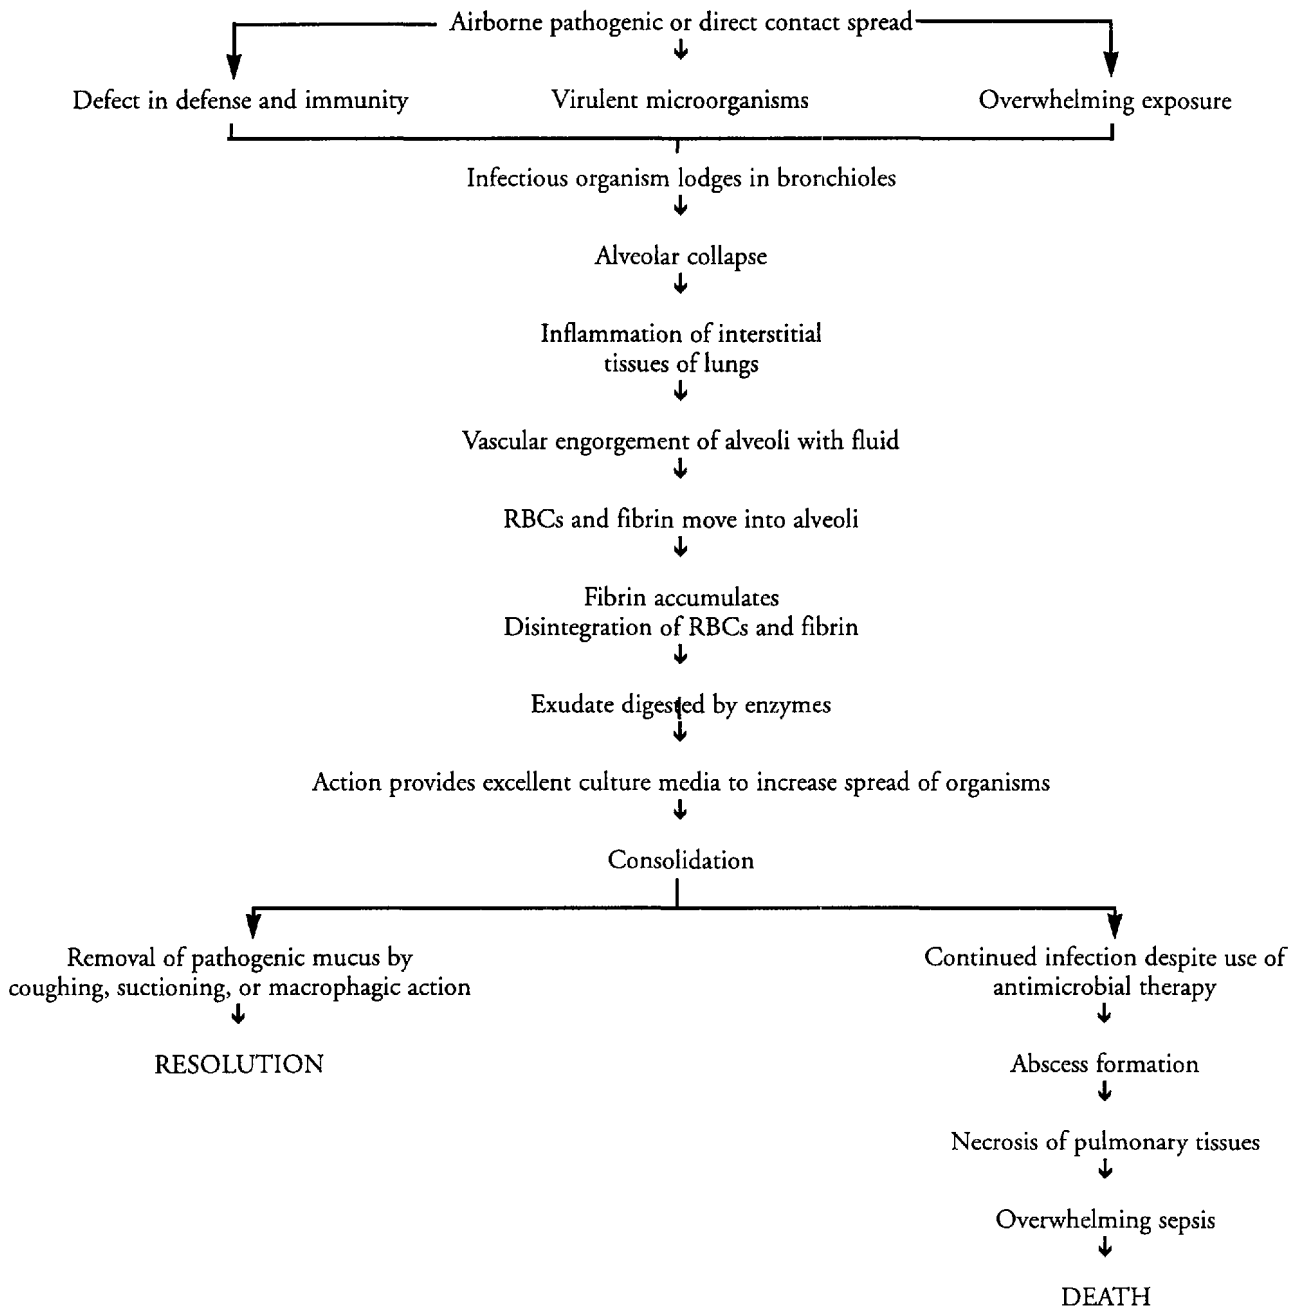 Airborne pathogenic or direct contact spread
Defect in defense and immunity
Virulent microorganisms
Overwhelming exposure
Infectious organism lodges in bronchioles
Alveolar collapse
Inflammation of interstitial
tissues of lungs
Vascular engorgement of alveoli with fluid
RBCs and fibrin move into alveoli
Fibrin accumulates
Disintegration of RBCs and fibrin
Exudate digested by enzymes
Action provides excellent culture media to increase spread of organisms
Consolidation
Removal of pathogenic mucus by
coughing, suctioning, or macrophagic action
RESOLUTION
Continued infection despite use of
antimicrobial therapy
Abscess formation
Necrosis of pulmonary tissues
Overwhelming sepsis
DEATH